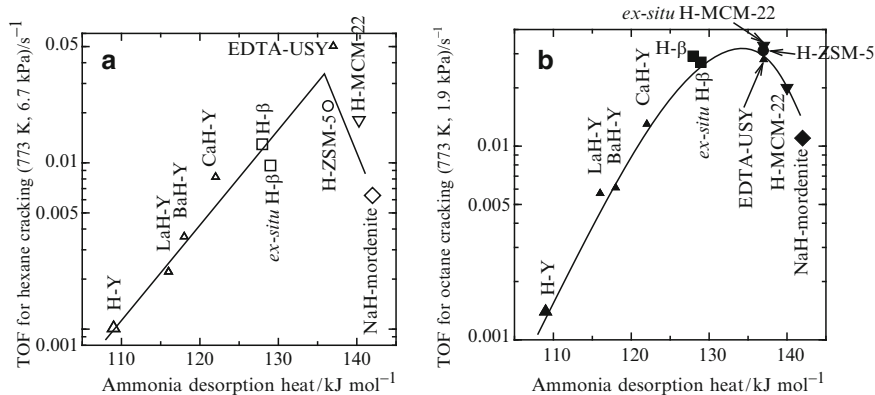 a
TOF for hexane cracking (773 K, 6.7 kPa)/s⁻¹
0.05
0.01
0.005
0.001
EDTA-USY
H-MCM-22
CaH-Y
H-β
H-ZSM-5
LaH-Y
BaH-Y
ex-situ H-β
H-Y
NaH-mordenite
110 120 130 140
Ammonia desorption heat/kJ mol⁻¹
b
TOF for octane cracking (773 K, 1.9 kPa)/s⁻¹
0.01
0.005
0.001
ex-situ H-MCM-22
H-β
H-ZSM-5
CaH-Y
ex-situ H-β
LaH-Y
BaH-Y
EDTA-USY
H-MCM-22
NaH-mordenite
H-Y
110 120 130 140
Ammonia desorption heat/kJ mol⁻¹